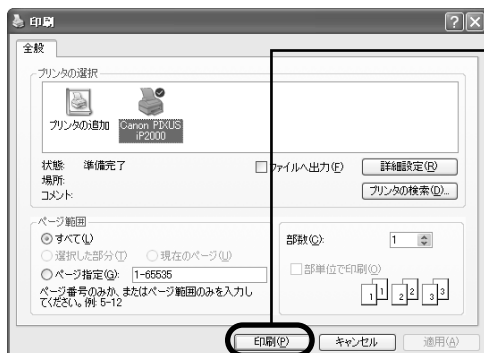 印刷
全般
プリンタの選択
プリンタの追加
Canon PIXUS
iP2000
状態: 準備完了
場所:
コメント:
ファイルへ出力(F)
詳細設定(R)
プリンタの検索(D)...
ページ範囲
すべて(L)
選択した部分(T) 現在のページ(U)
ページ指定(G): 1-65535
ページ番号のみか、またはページ範囲のみを入力し
てください。例: 5-12
部数(C): 1
部単位で印刷(O)
1 1 2 2 3 3
印刷(P) キャンセル 適用(A)